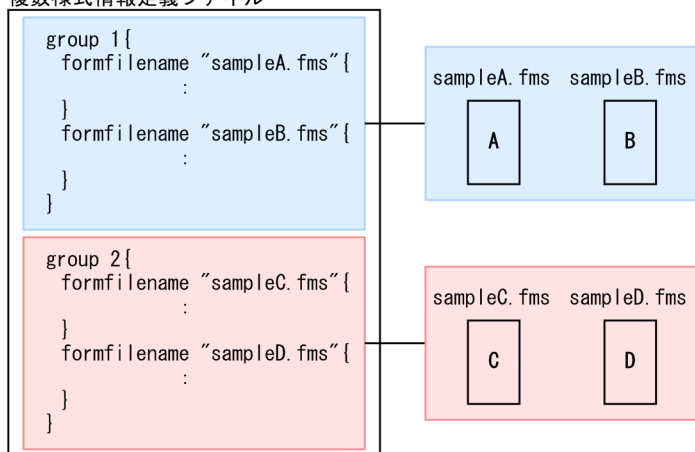 複数様式情報定義ファイル
group 1{
formfilename "sampleA.fms"{
:
}
formfilename "sampleB.fms"{
:
}
}
sampleA.fms sampleB.fms
A B
group 2{
formfilename "sampleC.fms"{
:
}
formfilename "sampleD.fms"{
:
}
}
sampleC.fms sampleD.fms
C D